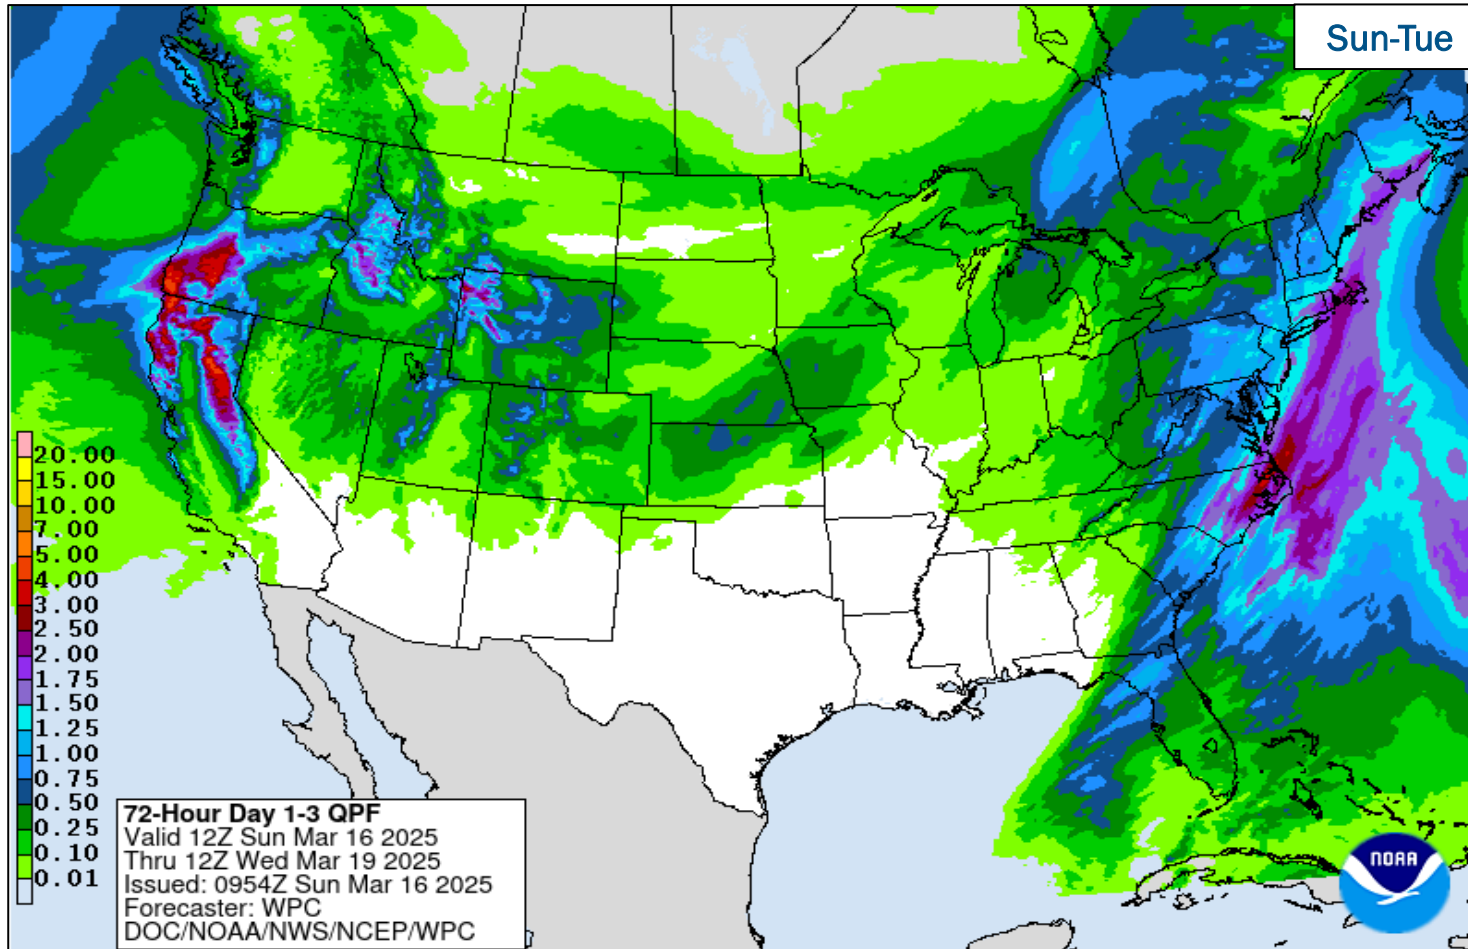 Sun-Tue
20.00
15.00
10.00
7.00
5.00
4.00
3.00
2.50
2.00
1.75
1.50
1.25
1.00
0.75
0.50
0.25
0.10
0.01
72-Hour Day 1-3 QPF
Valid 12Z Sun Mar 16 2025
Thru 12Z Wed Mar 19 2025
Issued: 0954Z Sun Mar 16 2025
Forecaster: WPC
DOC/NOAA/NWS/NCEP/WPC
NOAA